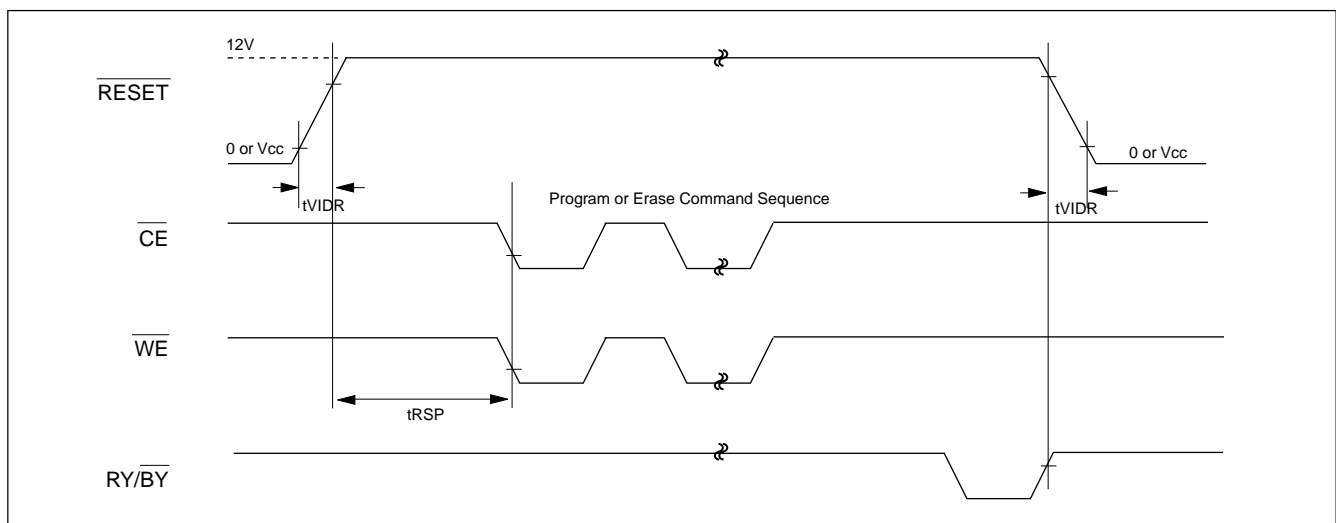 12V
RESET
0 or Vcc
0 or Vcc
tVIDR
Program or Erase Command Sequence
tVIDR
CE
WE
tRSP
RY/BY